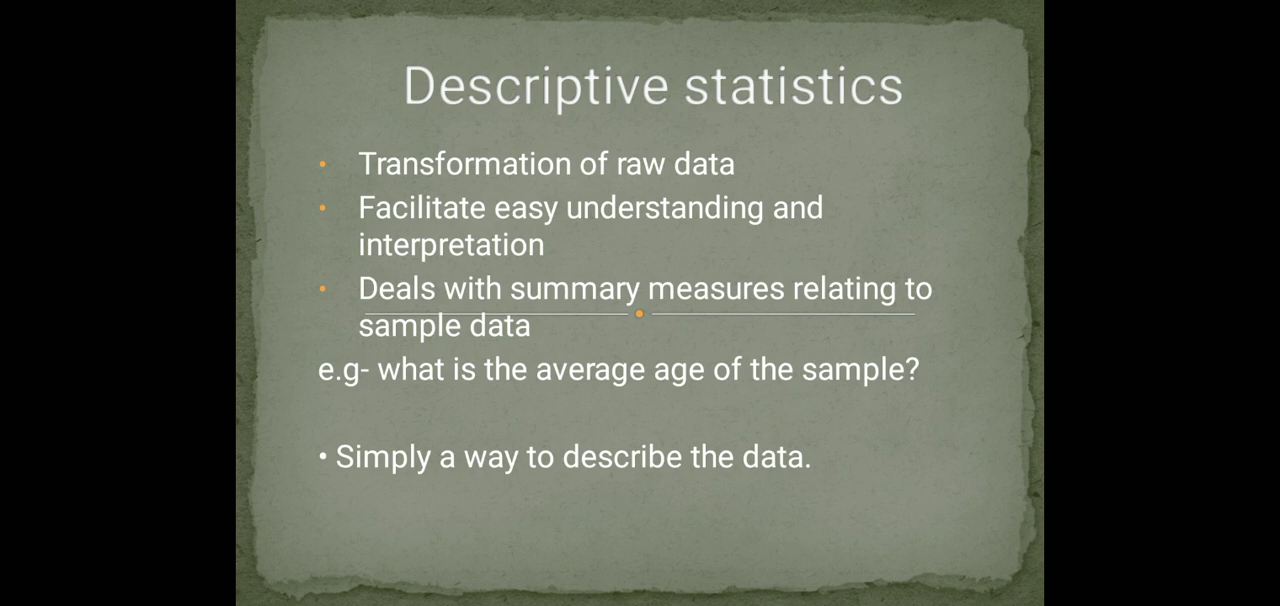 Descriptive statistics
• Transformation of raw data
• Facilitate easy understanding and
interpretation
• Deals with summary measures relating to
sample data
e.g- what is the average age of the sample?
• Simply a way to describe the data.